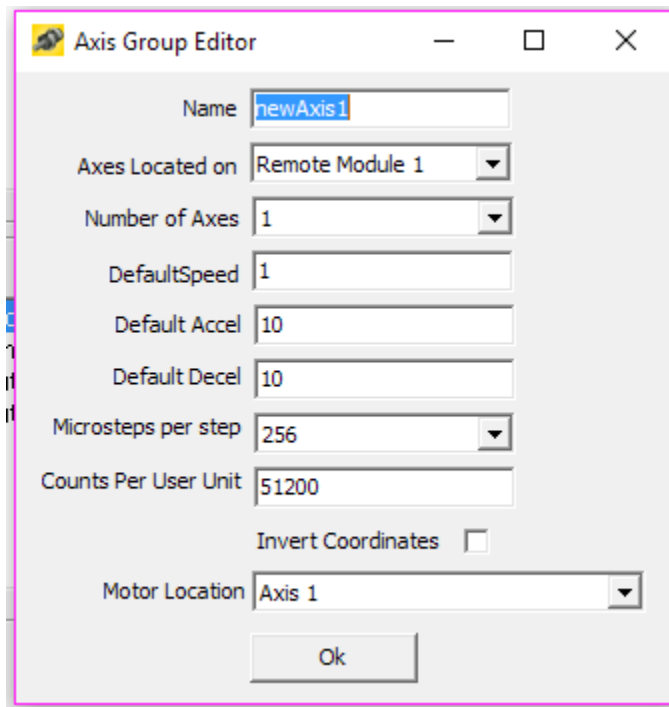 Axis Group Editor
Name newAxis1
Axes Located on Remote Module 1
Number of Axes 1
DefaultSpeed 1
Default Accel 10
Default Decel 10
Microsteps per step 256
Counts Per User Unit 51200
Invert Coordinates
Motor Location Axis 1
Ok